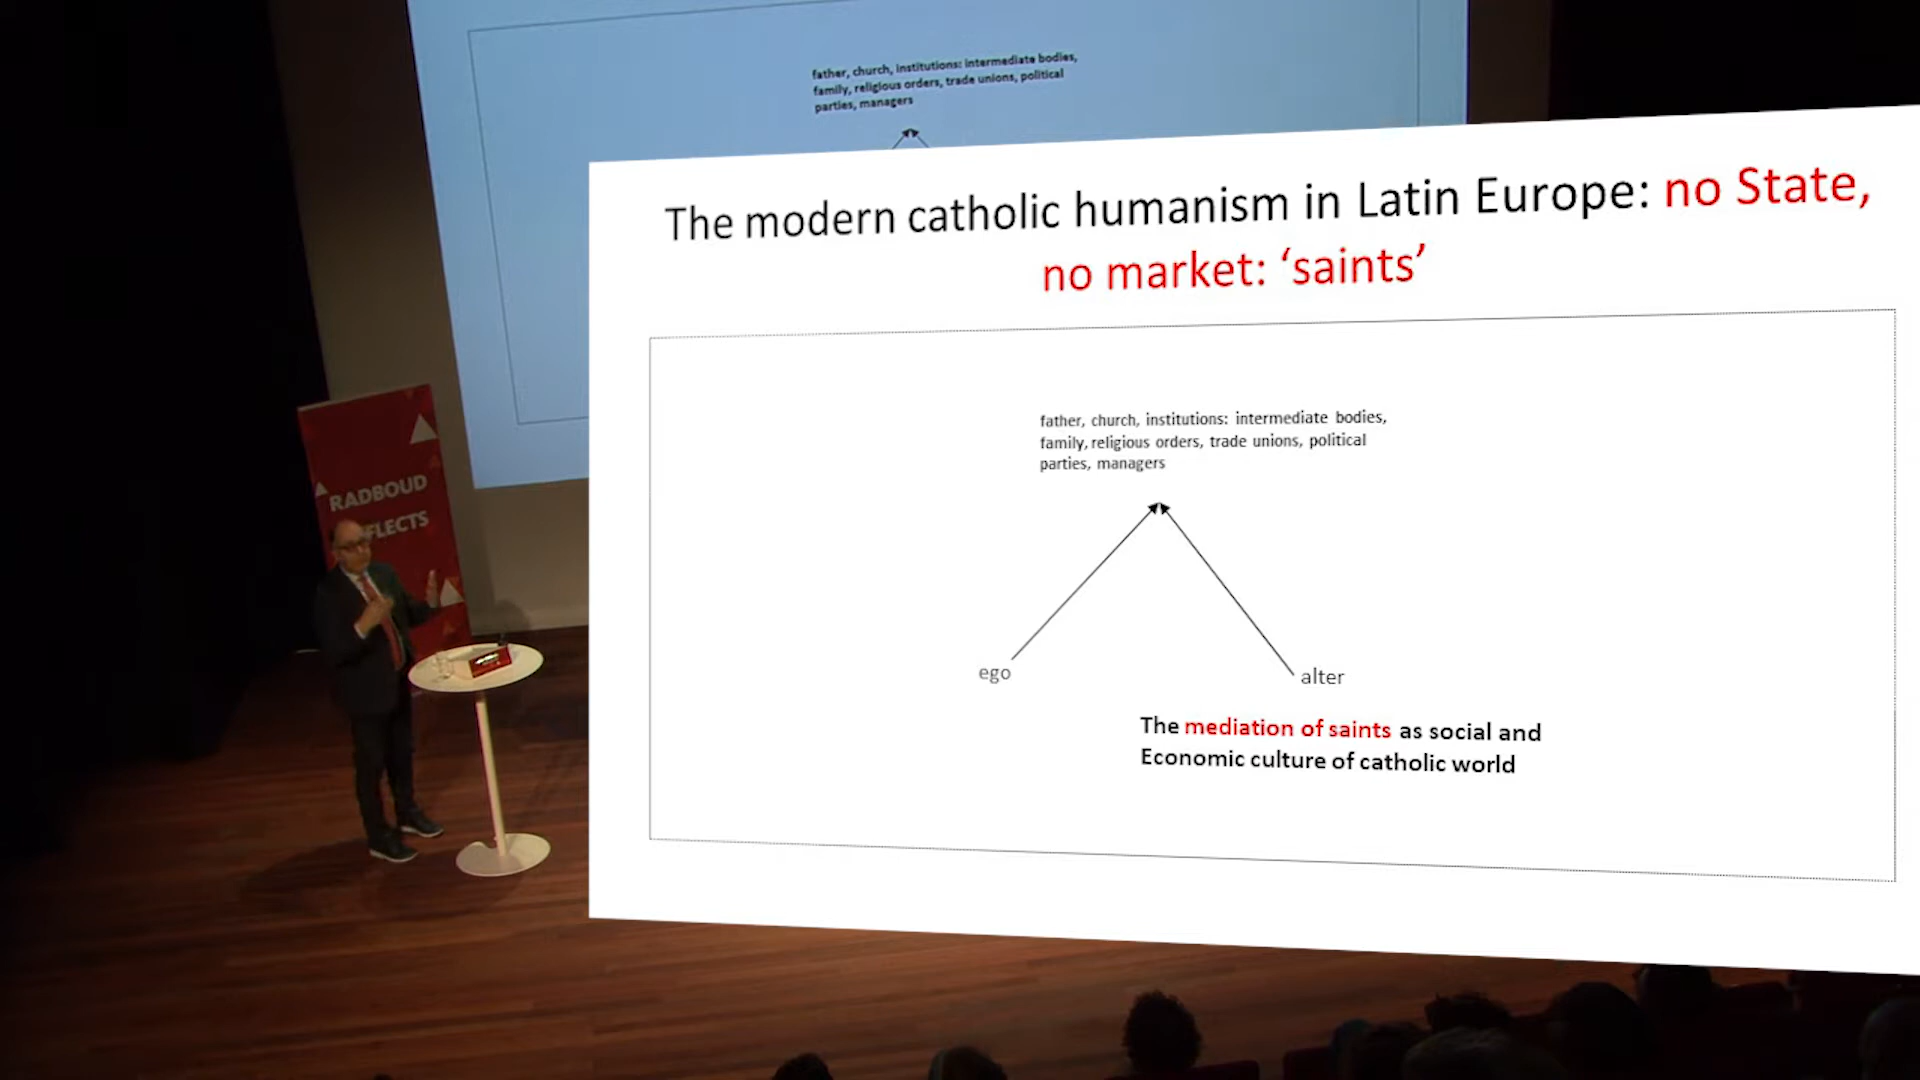 father, church, institutions: intermediate bodies,
family, religious orders, trade unions, political
parties, managers
The modern catholic humanism in Latin Europe: no State,
no market: ‘saints’
father, church, institutions: intermediate bodies,
family, religious orders, trade unions, political
parties, managers
ego
alter
The mediation of saints as social and
Economic culture of catholic world
RADBOUD
FLECTS